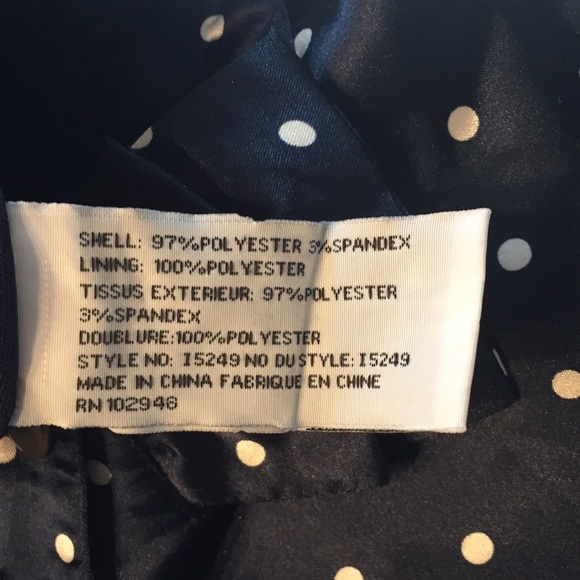 SHELL: 97%POLYESTER 3%SPANDEX
LINING: 100%POLYESTER
TISSUS EXTERIEUR: 97%POLYESTER
3%SPANDEX
DOUBLURE:100%POLYESTER
STYLE NO: I5249 NO DU STYLE: I5249
MADE IN CHINA FABRIQUE EN CHINE
RN 102946